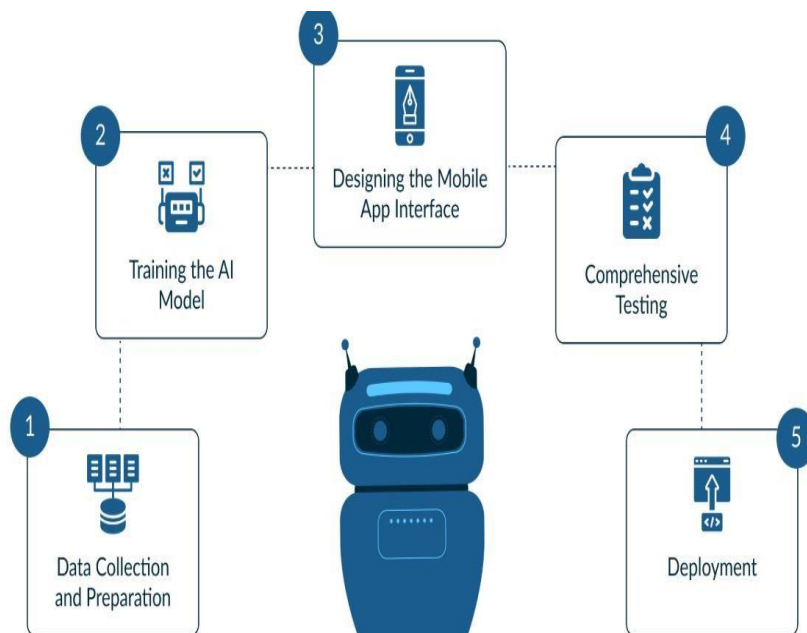 1
Data Collection
and Preparation
2
Training the AI
Model
3
Designing the Mobile
App Interface
4
Comprehensive
Testing
5
Deployment